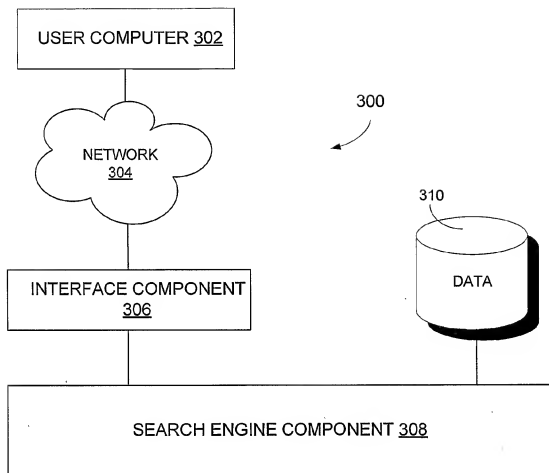 USER COMPUTER 302
300
NETWORK
304
310
DATA
INTERFACE COMPONENT
306
SEARCH ENGINE COMPONENT 308